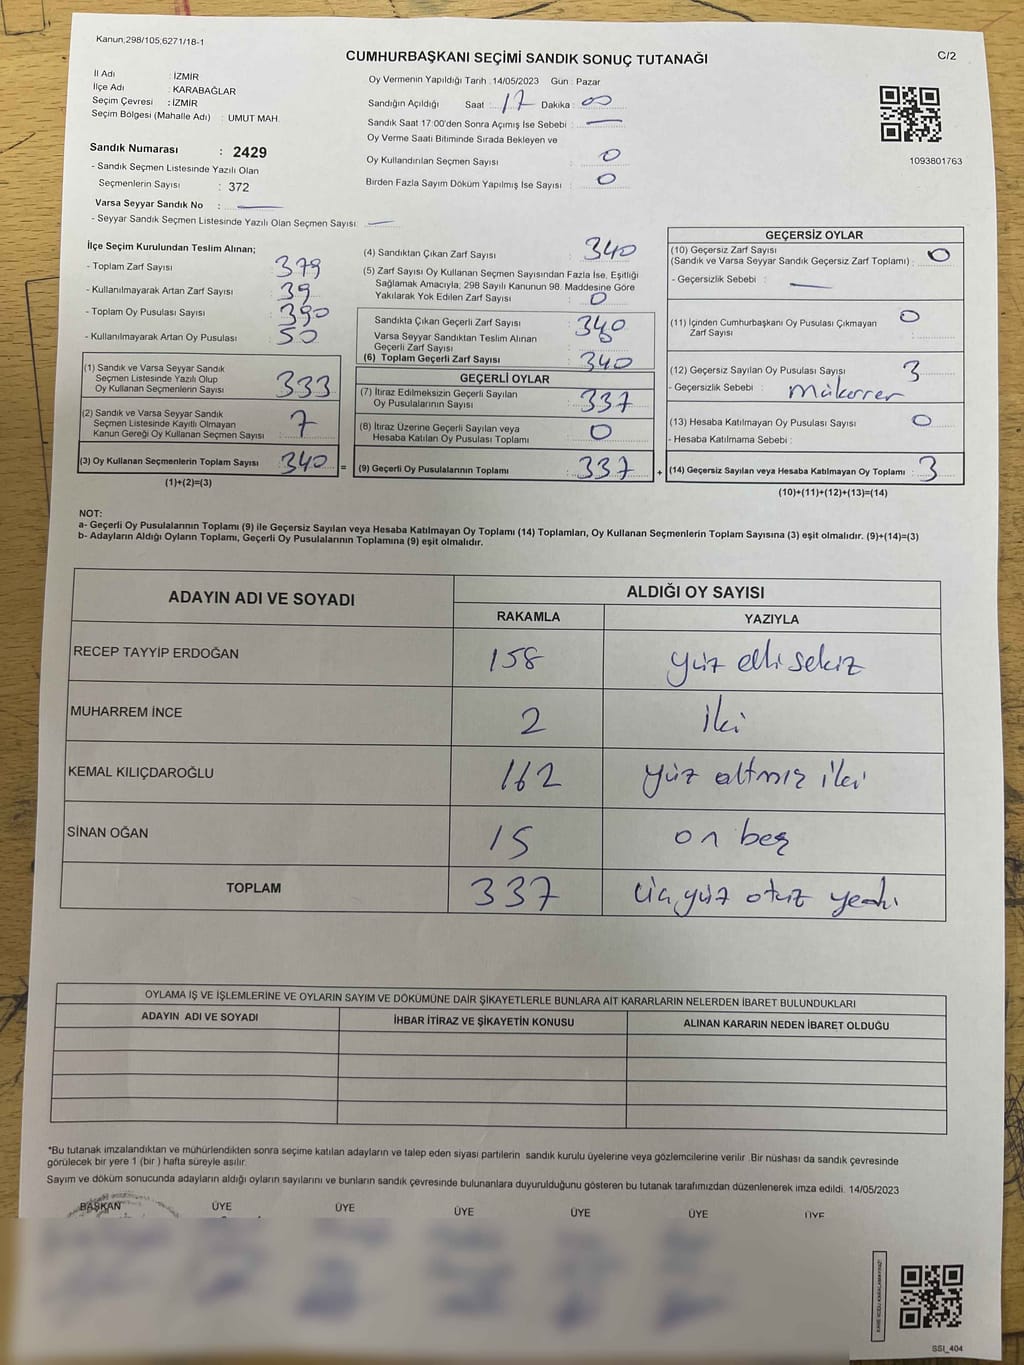 Kanun;298/105,6271/18-1
C/2
CUMHURBAŞKANI SEÇİMİ SANDIK SONUÇ TUTANAĞI
İl Adı : İZMİR
İlçe Adı : KARABAĞLAR
Seçim Çevresi : İZMİR
Seçim Bölgesi (Mahalle Adı) : UMUT MAH.
Oy Vermenin Yapıldığı Tarih : 14/05/2023 Gün : Pazar
Sandığın Açıldığı Saat : 17 Dakika : 00
Sandık Saat 17:00'den Sonra Açımış İse Sebebi : —
Oy Verme Saati Bitiminde Sırada Bekleyen ve
Oy Kullandırılan Seçmen Sayısı : 0
Birden Fazla Sayım Döküm Yapılmış İse Sayısı : 0
1093801763
Sandık Numarası : 2429
- Sandık Seçmen Listesinde Yazılı Olan
Seçmenlerin Sayısı : 372
Varsa Seyyar Sandık No : —
- Seyyar Sandık Seçmen Listesinde Yazılı Olan Seçmen Sayısı: —
İlçe Seçim Kurulundan Teslim Alınan;
- Toplam Zarf Sayısı : 379
- Kullanılmayarak Artan Zarf Sayısı : 39
- Toplam Oy Pusulası Sayısı : 390
- Kullanılmayarak Artan Oy Pusulası : 50
(1) Sandık ve Varsa Seyyar Sandık
Seçmen Listesinde Yazılı Olup
Oy Kullanan Seçmenlerin Sayısı : 333
(2) Sandık ve Varsa Seyyar Sandık
Seçmen Listesinde Kayıtlı Olmayan
Kanun Gereği Oy Kullanan Seçmen Sayısı : 7
(3) Oy Kullanan Seçmenlerin Toplam Sayısı : 340 =
(1)+(2)=(3)
(4) Sandıktan Çıkan Zarf Sayısı : 340
(5) Zarf Sayısı Oy Kullanan Seçmen Sayısından Fazla İse, Eşitliği
Sağlamak Amacıyla, 298 Sayılı Kanunun 98. Maddesine Göre
Yakılarak Yok Edilen Zarf Sayısı : 0
Sandıkta Çıkan Geçerli Zarf Sayısı : 340
Varsa Seyyar Sandıktan Teslim Alınan
Geçerli Zarf Sayısı :
(6) Toplam Geçerli Zarf Sayısı : 340
GEÇERLİ OYLAR
(7) İtiraz Edilmeksizin Geçerli Sayılan
Oy Pusulalarının Sayısı : 337
(8) İtiraz Üzerine Geçerli Sayılan veya
Hesaba Katılan Oy Pusulası Toplamı : 0
(9) Geçerli Oy Pusulalarının Toplamı : 337 +
GEÇERSİZ OYLAR
(10) Geçersiz Zarf Sayısı
(Sandık ve Varsa Seyyar Sandık Geçersiz Zarf Toplamı) : 0
- Geçersizlik Sebebi : —
(11) İçinden Cumhurbaşkanı Oy Pusulası Çıkmayan
Zarf Sayısı : 0
(12) Geçersiz Sayılan Oy Pusulası Sayısı : 3
- Geçersizlik Sebebi : mükerrer
(13) Hesaba Katılmayan Oy Pusulası Sayısı : 0
- Hesaba Katılmama Sebebi :
(14) Geçersiz Sayılan veya Hesaba Katılmayan Oy Toplamı : 3
(10)+(11)+(12)+(13)=(14)
NOT:
a- Geçerli Oy Pusulalarının Toplamı (9) ile Geçersiz Sayılan veya Hesaba Katılmayan Oy Toplamı (14) Toplamları, Oy Kullanan Seçmenlerin Toplam Sayısına (3) eşit olmalıdır. (9)+(14)=(3)
b- Adayların Aldığı Oyların Toplamı, Geçerli Oy Pusulalarının Toplamına (9) eşit olmalıdır.
ADAYIN ADI VE SOYADI ALDIĞI OY SAYISI
RAKAMLA YAZIYLA
RECEP TAYYİP ERDOĞAN 158 yüz elli sekiz
MUHARREM İNCE 2 iki
KEMAL KILIÇDAROĞLU 162 yüz altmış iki
SİNAN OĞAN 15 on beş
TOPLAM 337 üç yüz otuz yedi
OYLAMA İŞ VE İŞLEMLERİNE VE OYLARIN SAYIM VE DÖKÜMÜNE DAİR ŞİKAYETLERLE BUNLARA AİT KARARLARIN NELERDEN İBARET BULUNDUKLARI
ADAYIN ADI VE SOYADI İHBAR İTİRAZ VE ŞİKAYETİN KONUSU ALINAN KARARIN NEDEN İBARET OLDUĞU
*Bu tutanak imzalandıktan ve mühürlendikten sonra seçime katılan adayların ve talep eden siyasi partilerin sandık kurulu üyelerine veya gözlemcilerine verilir .Bir nüshası da sandık çevresinde
görülecek bir yere 1 (bir ) hafta süreyle asılır.
Sayım ve döküm sonucunda adayların aldığı oyların sayılarını ve bunların sandık çevresinde bulunanlara duyurulduğunu gösteren bu tutanak tarafımızdan düzenlenerek imza edildi. 14/05/2023
BAŞKAN ÜYE ÜYE ÜYE ÜYE ÜYE ÜYE
KARE KODU KARALAMAYINIZ!
SSI_404